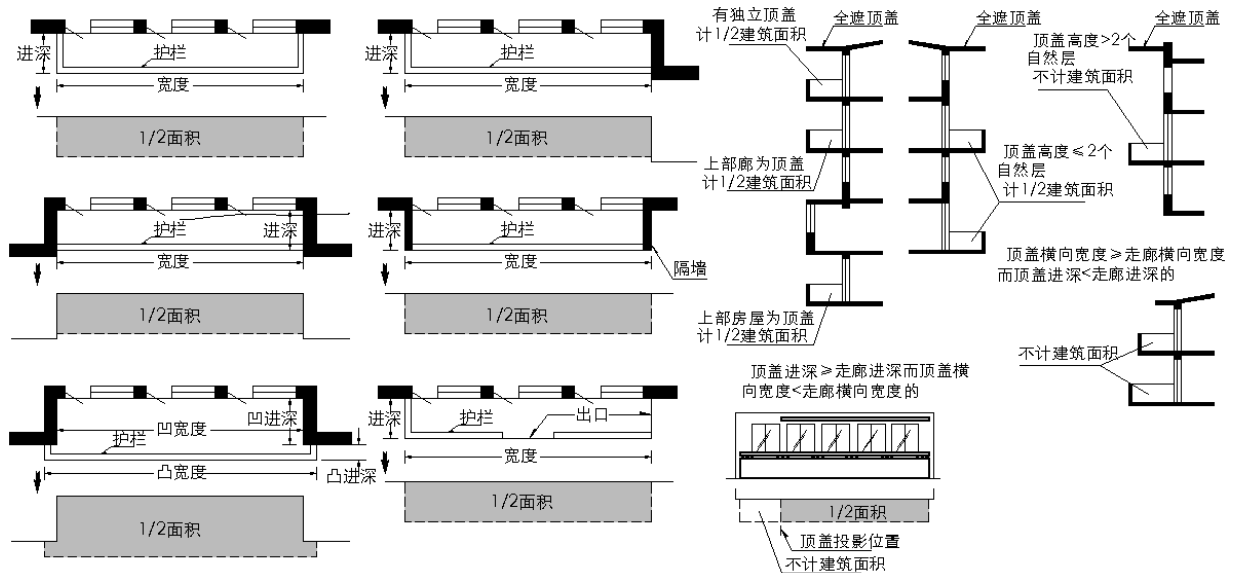 进深
护栏
宽度
1/2面积
进深
护栏
宽度
1/2面积
护栏
进深
宽度
1/2面积
进深
护栏
宽度
隔墙
1/2面积
凹进深
凹宽度
护栏
凸宽度
凸进深
1/2面积
进深
护栏
出口
宽度
1/2面积
有独立顶盖
计1/2建筑面积
全遮顶盖
上部廊为顶盖
计1/2建筑面积
上部房屋为顶盖
计1/2建筑面积
全遮顶盖
顶盖高度≤2个
自然层
计1/2建筑面积
全遮顶盖
顶盖高度>2个
自然层
不计建筑面积
顶盖横向宽度≥走廊横向宽度
而顶盖进深<走廊进深的
不计建筑面积
顶盖进深≥走廊进深而顶盖横
向宽度<走廊横向宽度的
1/2面积
顶盖投影位置
不计建筑面积